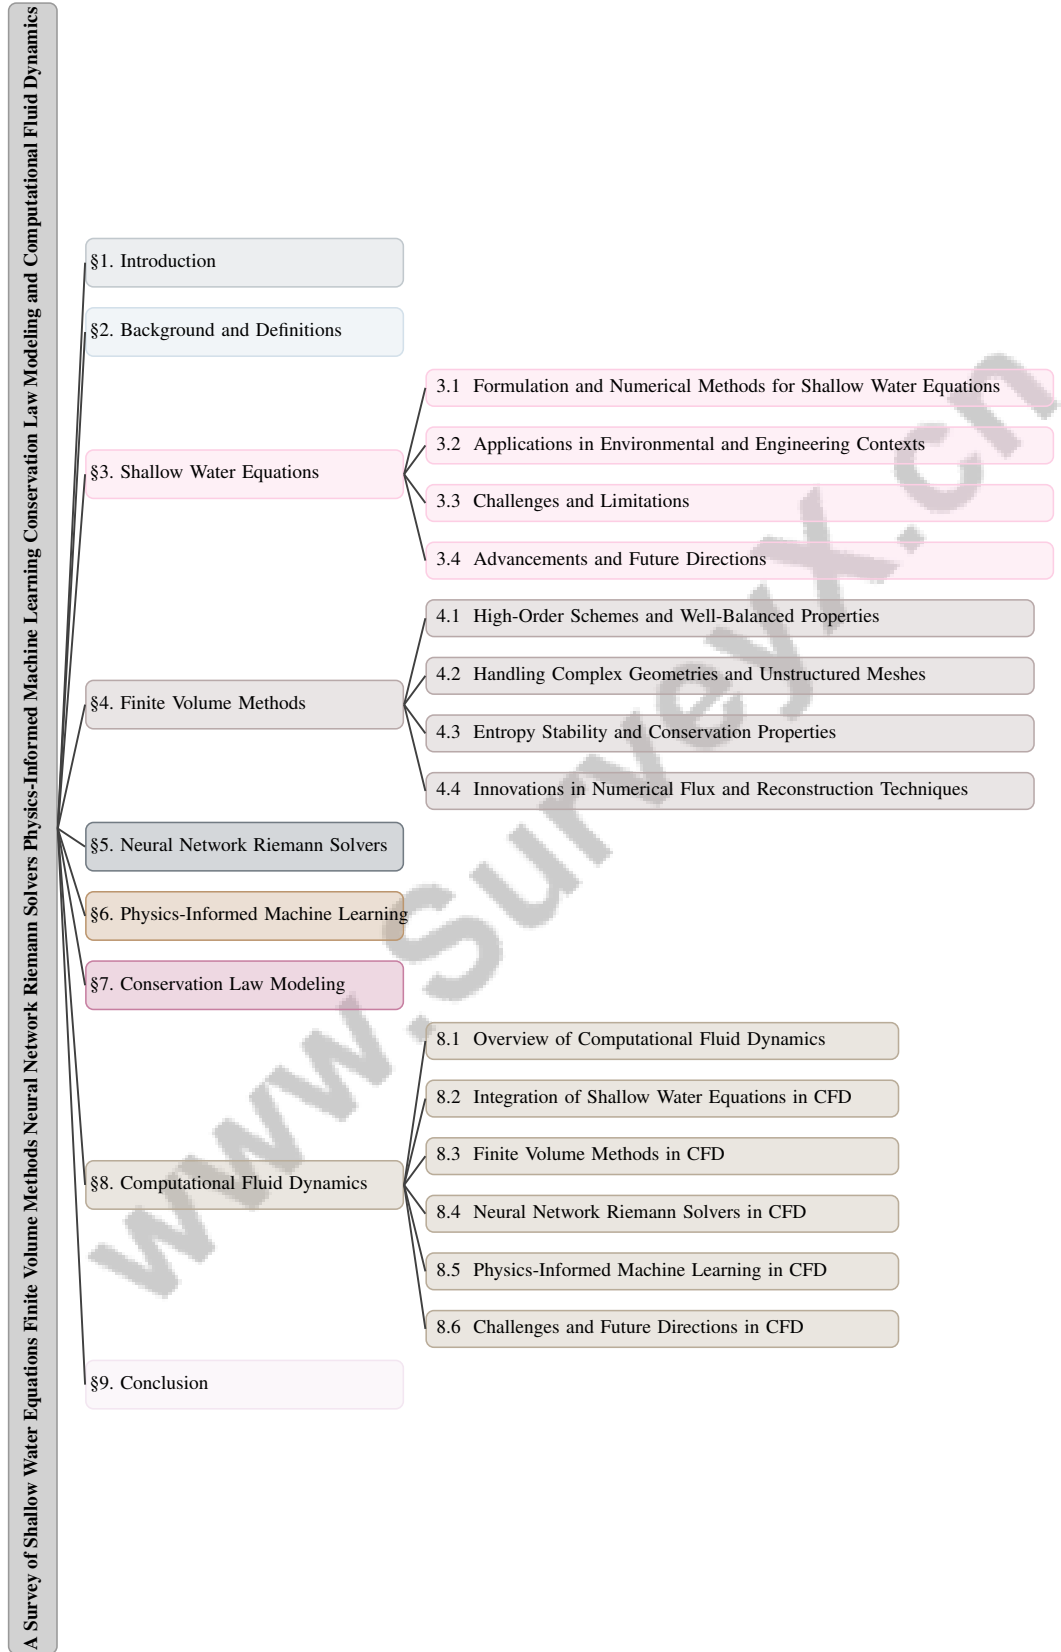 A Survey of Shallow Water Equations Finite Volume Methods Neural Network Riemann Solvers Physics-Informed Machine Learning Conservation Law Modeling and Computational Fluid Dynamics
§1. Introduction
§2. Background and Definitions
§3. Shallow Water Equations
3.1 Formulation and Numerical Methods for Shallow Water Equations
3.2 Applications in Environmental and Engineering Contexts
3.3 Challenges and Limitations
3.4 Advancements and Future Directions
§4. Finite Volume Methods
4.1 High-Order Schemes and Well-Balanced Properties
4.2 Handling Complex Geometries and Unstructured Meshes
4.3 Entropy Stability and Conservation Properties
4.4 Innovations in Numerical Flux and Reconstruction Techniques
§5. Neural Network Riemann Solvers
§6. Physics-Informed Machine Learning
§7. Conservation Law Modeling
§8. Computational Fluid Dynamics
8.1 Overview of Computational Fluid Dynamics
8.2 Integration of Shallow Water Equations in CFD
8.3 Finite Volume Methods in CFD
8.4 Neural Network Riemann Solvers in CFD
8.5 Physics-Informed Machine Learning in CFD
8.6 Challenges and Future Directions in CFD
§9. Conclusion
www.SurveyX.cn